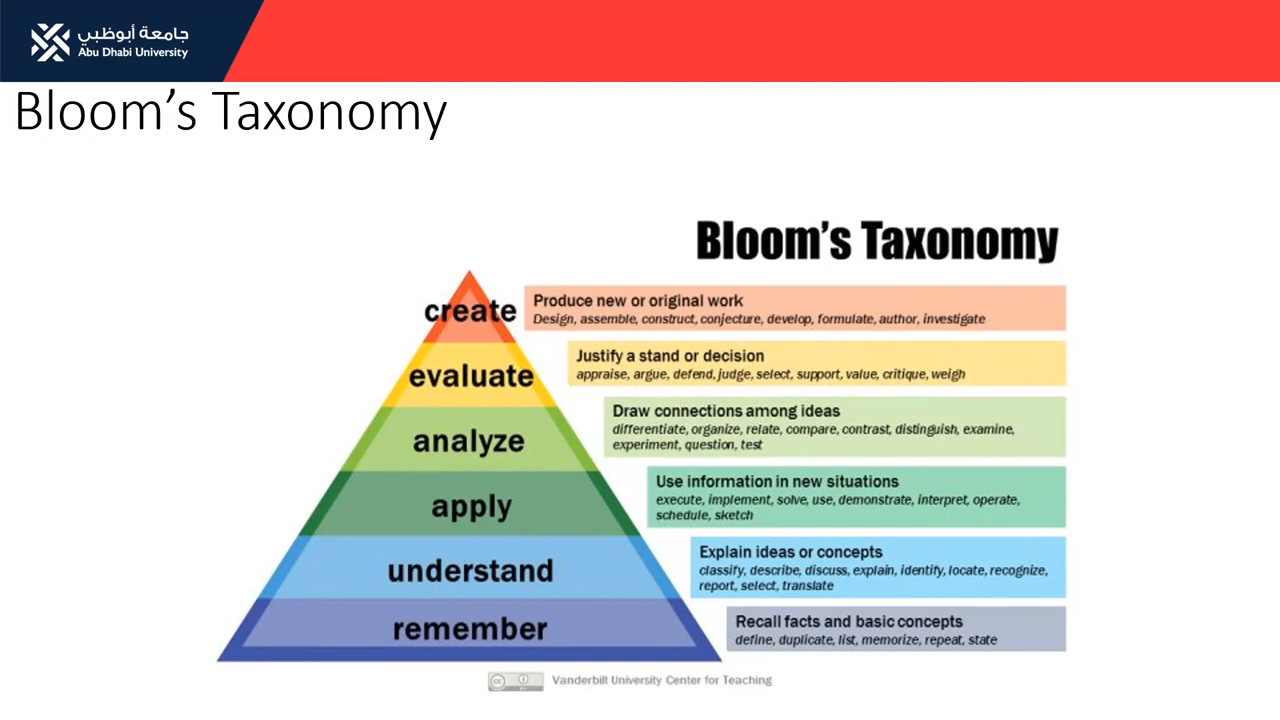 جامعة أبوظبي
Abu Dhabi University
Bloom’s Taxonomy
Bloom’s Taxonomy
create
Produce new or original work
Design, assemble, construct, conjecture, develop, formulate, author, investigate
evaluate
Justify a stand or decision
appraise, argue, defend, judge, select, support, value, critique, weigh
analyze
Draw connections among ideas
differentiate, organize, relate, compare, contrast, distinguish, examine,
experiment, question, test
apply
Use information in new situations
execute, implement, solve, use, demonstrate, interpret, operate,
schedule, sketch
understand
Explain ideas or concepts
classify, describe, discuss, explain, identify, locate, recognize,
report, select, translate
remember
Recall facts and basic concepts
define, duplicate, list, memorize, repeat, state
cc
Vanderbilt University Center for Teaching